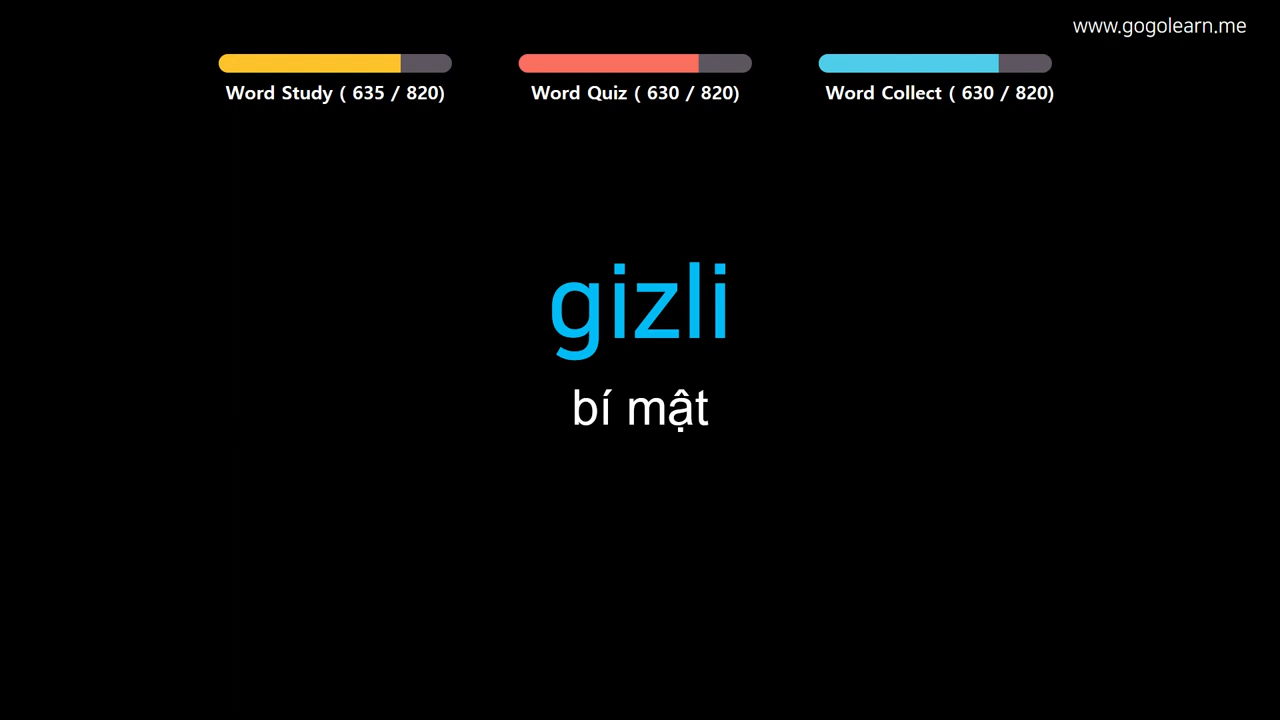 www.gogolearn.me
Word Study ( 635 / 820)
Word Quiz ( 630 / 820)
Word Collect ( 630 / 820)
gizli
bí mật